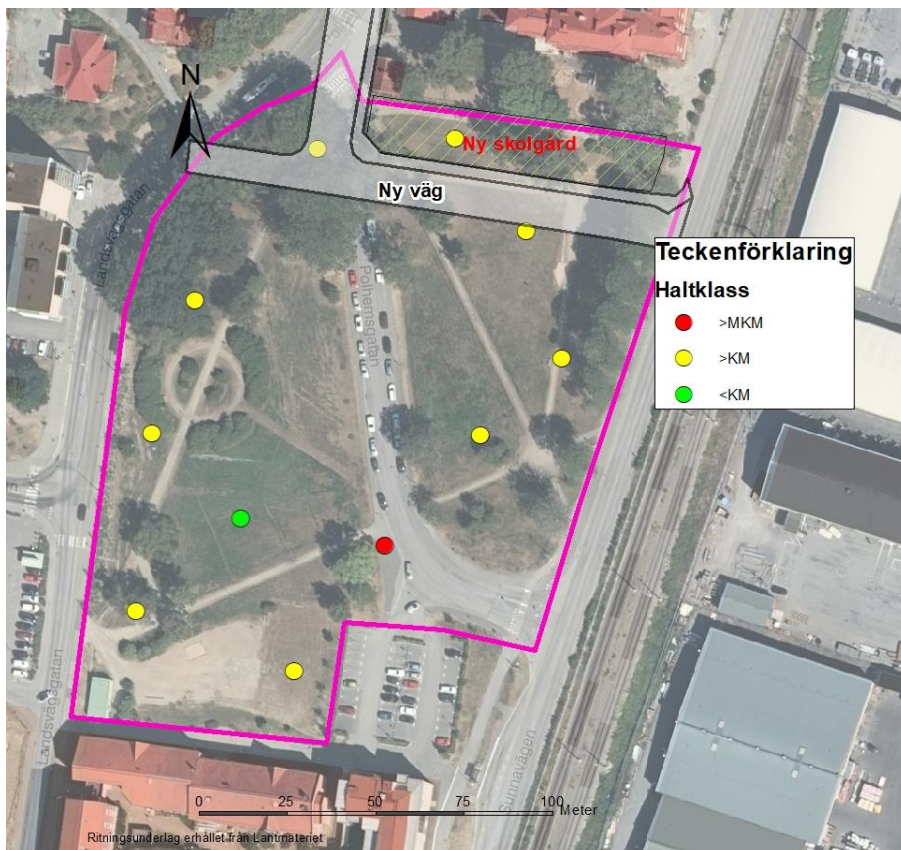 N
Ny skolgård
Ny väg
Landsvägsgatan
Polhemsgatan
Teckenförklaring
Haltklass
>MKM
>KM
<KM
Landsvägsgatan
Sunnavägen
0 25 50 75 100
Meter
Ritningsunderlag erhållet från Lantmäteriet